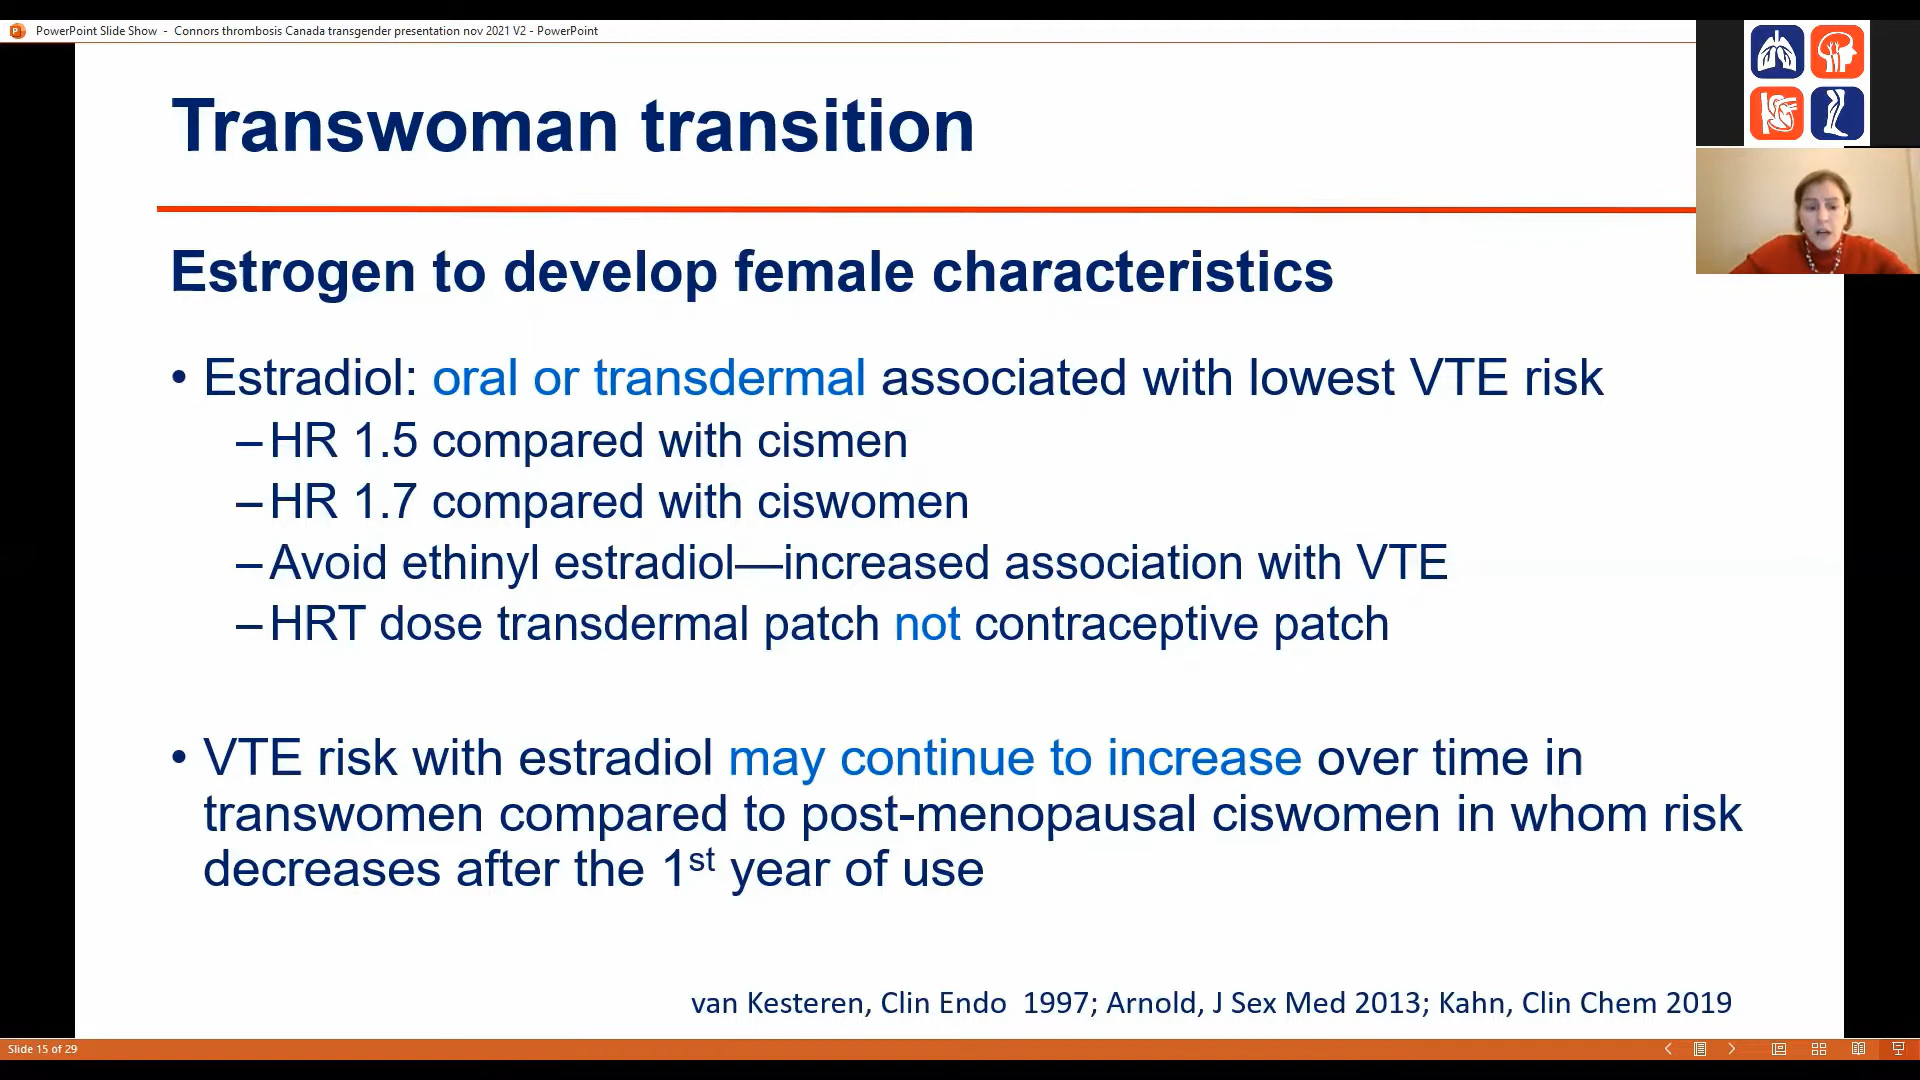 PowerPoint Slide Show - Connors thrombosis Canada transgender presentation nov 2021 V2 - PowerPoint
Transwoman transition
Estrogen to develop female characteristics
• Estradiol: oral or transdermal associated with lowest VTE risk
–HR 1.5 compared with cismen
–HR 1.7 compared with ciswomen
–Avoid ethinyl estradiol—increased association with VTE
–HRT dose transdermal patch not contraceptive patch
• VTE risk with estradiol may continue to increase over time in
transwomen compared to post-menopausal ciswomen in whom risk
decreases after the 1st year of use
van Kesteren, Clin Endo 1997; Arnold, J Sex Med 2013; Kahn, Clin Chem 2019
Slide 15 of 29